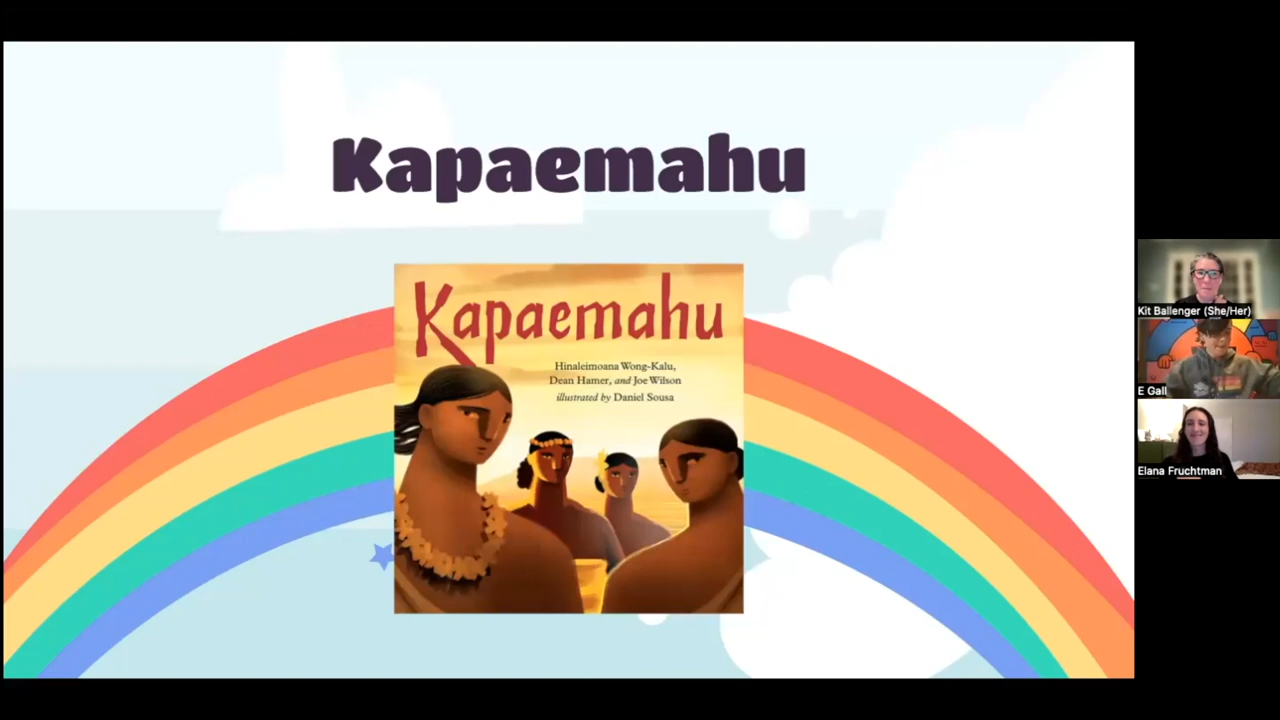 Kapaemahu
Kapaemahu
Hinaleimoana Wong-Kalu,
Dean Hamer, and Joe Wilson
illustrated by Daniel Sousa
Kit Ballenger (She/Her)
E Gall
Elana Fruchtman